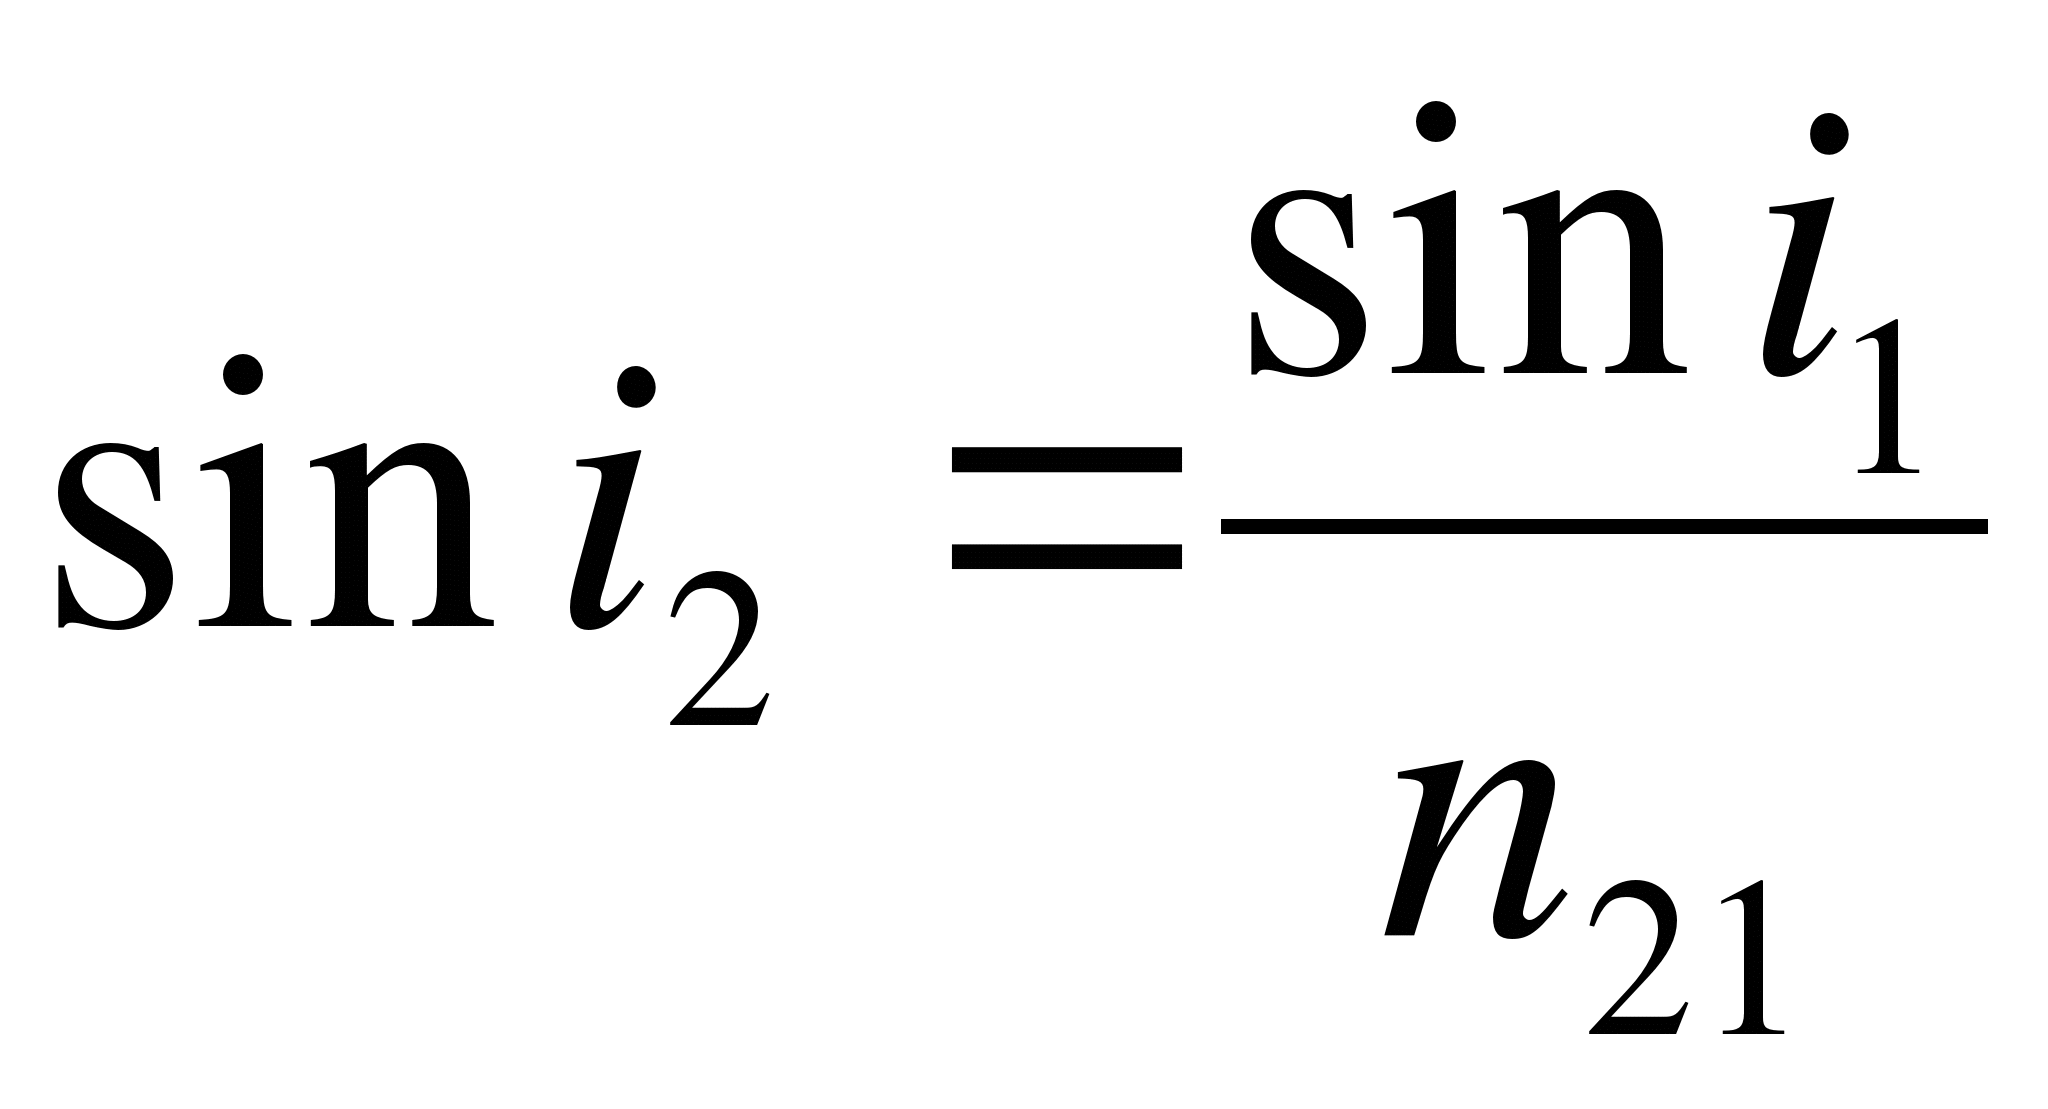 sin i₂ = sin i₁ / n₂₁